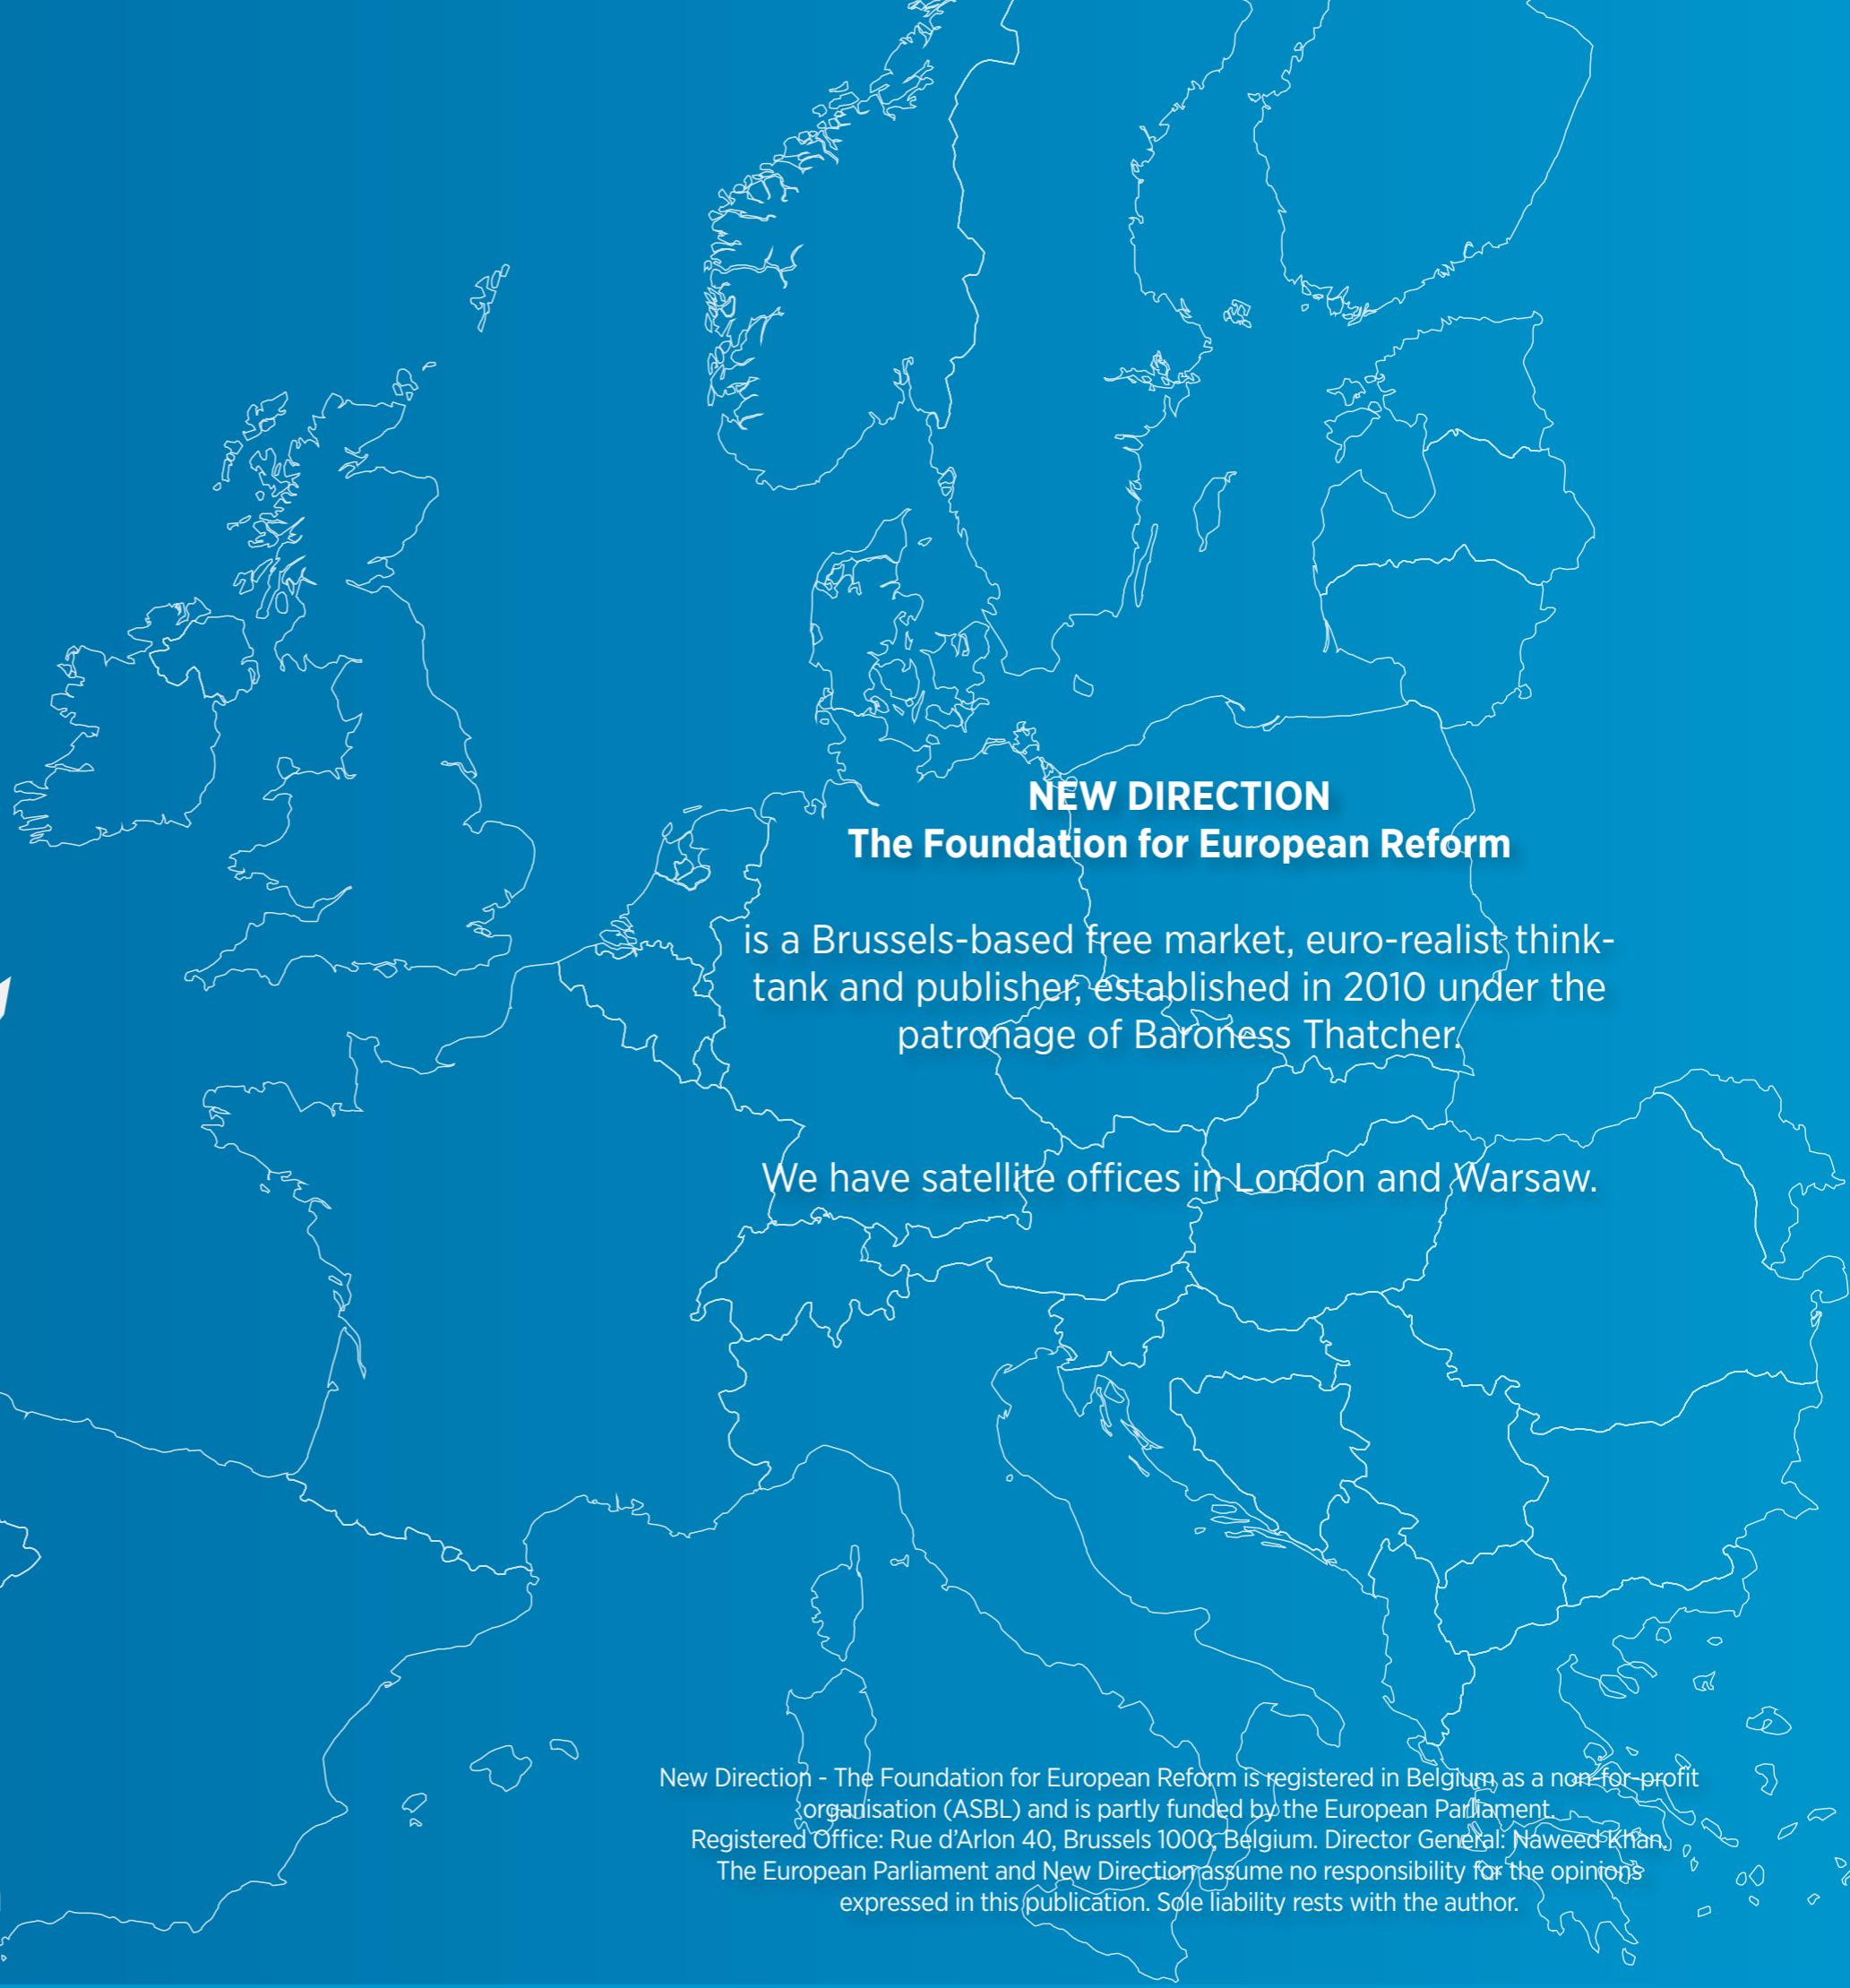 NEW DIRECTION
The Foundation for European Reform
is a Brussels-based free market, euro-realist think-
tank and publisher, established in 2010 under the
patronage of Baroness Thatcher.
We have satellite offices in London and Warsaw.
New Direction - The Foundation for European Reform is registered in Belgium as a non-for-profit
organisation (ASBL) and is partly funded by the European Parliament.
Registered Office: Rue d'Arlon 40, Brussels 1000, Belgium. Director General: Naweed Khan.
The European Parliament and New Direction assume no responsibility for the opinions
expressed in this publication. Sole liability rests with the author.